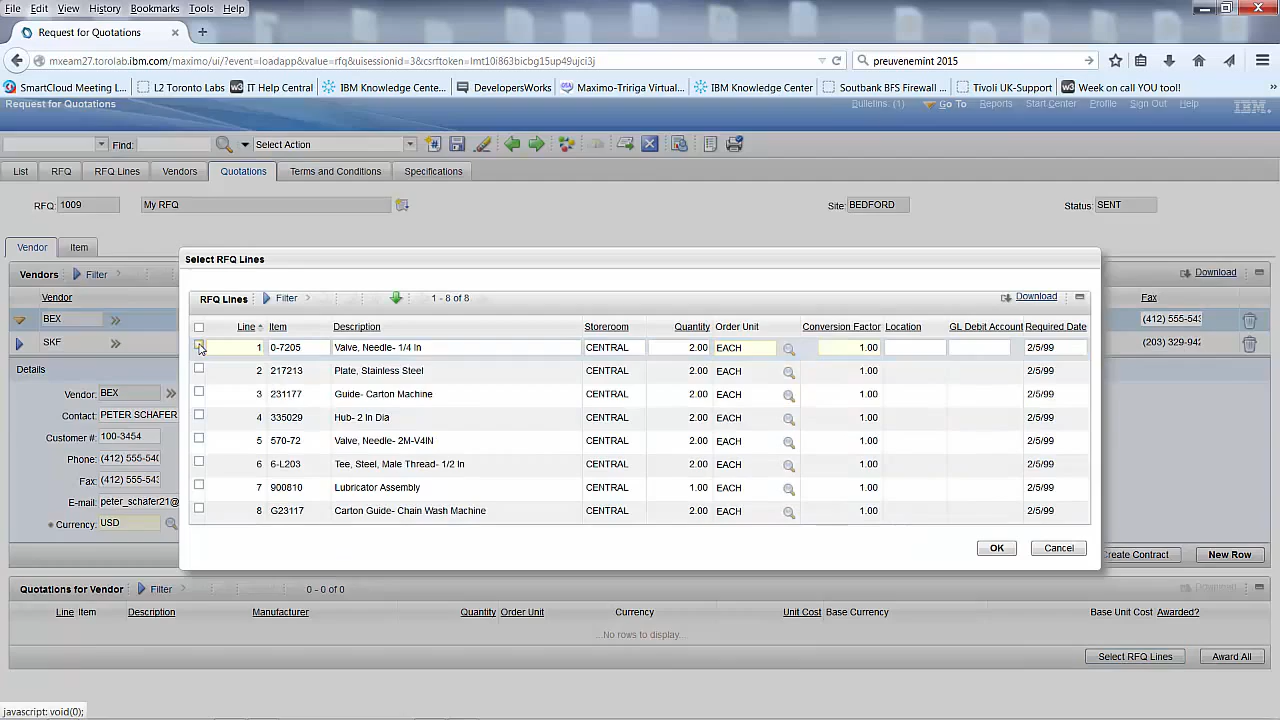 File Edit View History Bookmarks Tools Help
Request for Quotations
mxeam27.torolab.ibm.com/maximo/ui/?event=loadapp&value=rfq&uisessionid=3&csrftoken=lmt10i863bicbg15up49ujci3j
preuvenemint 2015
SmartCloud Meeting L... L2 Toronto Labs w3 IT Help Central IBM Knowledge Cente... DevelopersWorks Maximo-Tririga Virtual... IBM Knowledge Center Soutbank BFS Firewall ... Tivoli UK-Support w3 Week on call YOU too!
Request for Quotations Bulletins (1) Go To Reports Start Center Profile Sign Out Help IBM.
Find: Select Action
List RFQ RFQ Lines Vendors Quotations Terms and Conditions Specifications
RFQ: 1009 My RFQ Site: BEDFORD Status: SENT
Vendor Item
Vendors Filter Download
Vendor Fax
BEX (412) 555-543
SKF (203) 329-942
Details
Vendor: BEX
Contact: PETER SCHAFER
Customer #: 100-3454
Phone: (412) 555-540
Fax: (412) 555-543
E-mail: peter_schafer21@
Currency: USD
Create Contract New Row
Select RFQ Lines
RFQ Lines Filter 1 - 8 of 8 Download
Line Item Description Storeroom Quantity Order Unit Conversion Factor Location GL Debit Account Required Date
1 0-7205 Valve, Needle- 1/4 In CENTRAL 2.00 EACH 1.00 2/5/99
2 217213 Plate, Stainless Steel CENTRAL 2.00 EACH 1.00 2/5/99
3 231177 Guide- Carton Machine CENTRAL 2.00 EACH 1.00 2/5/99
4 335029 Hub- 2 In Dia CENTRAL 2.00 EACH 1.00 2/5/99
5 570-72 Valve, Needle- 2M-V4IN CENTRAL 2.00 EACH 1.00 2/5/99
6 6-L203 Tee, Steel, Male Thread- 1/2 In CENTRAL 2.00 EACH 1.00 2/5/99
7 900810 Lubricator Assembly CENTRAL 1.00 EACH 1.00 2/5/99
8 G23117 Carton Guide- Chain Wash Machine CENTRAL 2.00 EACH 1.00 2/5/99
OK Cancel
Quotations for Vendor Filter 0 - 0 of 0 Download
Line Item Description Manufacturer Quantity Order Unit Currency Unit Cost Base Currency Base Unit Cost Awarded?
...No rows to display...
Select RFQ Lines Award All
javascript: void(0);